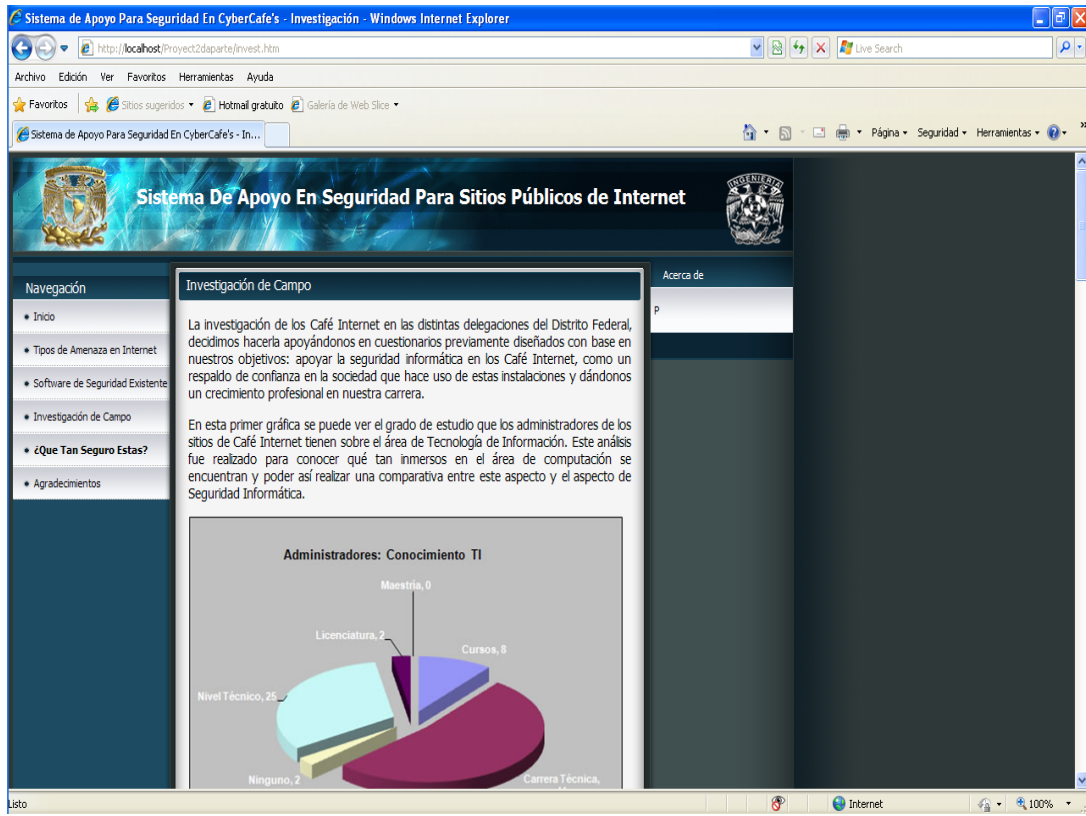 Sistema de Apoyo Para Seguridad En CyberCafe's - Investigación - Windows Internet Explorer
http://localhost/Proyect2daparte/invest.htm
Live Search
Archivo Edición Ver Favoritos Herramientas Ayuda
Favoritos Sitios sugeridos Hotmail gratuito Galería de Web Slice
Sistema de Apoyo Para Seguridad En CyberCafe's - In...
Página Seguridad Herramientas
Sistema De Apoyo En Seguridad Para Sitios Públicos de Internet
INGENIERIA
Navegación
Inicio
Tipos de Amenaza en Internet
Software de Seguridad Existente
Investigación de Campo
¿Que Tan Seguro Estas?
Agradecimientos
Investigación de Campo
La investigación de los Café Internet en las distintas delegaciones del Distrito Federal,
decidimos hacerla apoyándonos en cuestionarios previamente diseñados con base en
nuestros objetivos: apoyar la seguridad informática en los Café Internet, como un
respaldo de confianza en la sociedad que hace uso de estas instalaciones y dándonos
un crecimiento profesional en nuestra carrera.
En esta primer gráfica se puede ver el grado de estudio que los administradores de los
sitios de Café Internet tienen sobre el área de Tecnología de Información. Este análisis
fue realizado para conocer qué tan inmersos en el área de computación se
encuentran y poder así realizar una comparativa entre este aspecto y el aspecto de
Seguridad Informática.
Administradores: Conocimiento TI
Maestria, 0
Licenciatura, 2
Cursos, 8
Nivel Técnico, 25
Ninguno, 2
Carrera Técnica,
Acerca de
P
Listo
Internet
100%